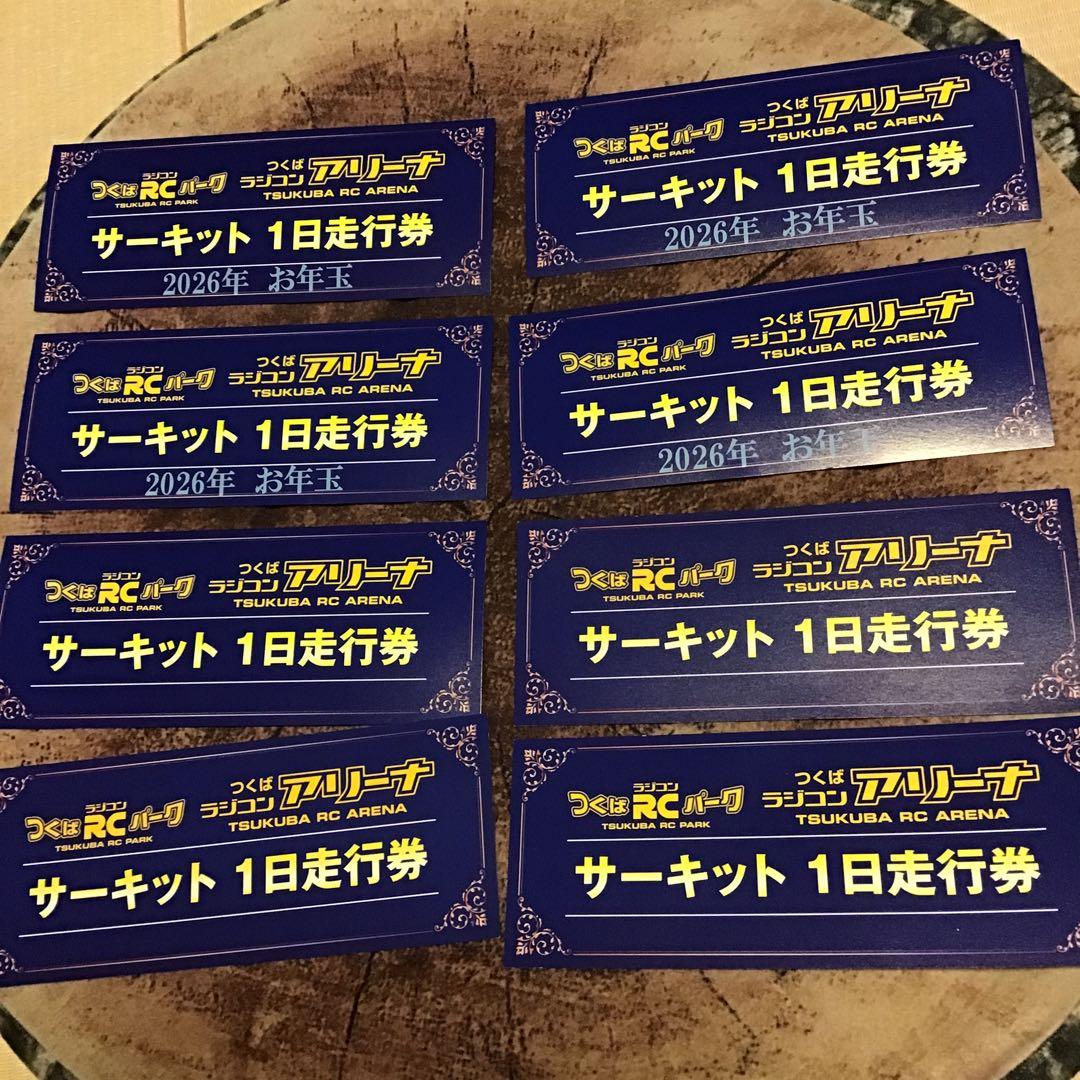 ラジコン
つくばRCパーク
TSUKUBA RC PARK
つくば
ラジコン アリーナ
TSUKUBA RC ARENA
サーキット 1日走行券
2026年 お年玉
ラジコン
つくばRCパーク
TSUKUBA RC PARK
つくば
ラジコン アリーナ
TSUKUBA RC ARENA
サーキット 1日走行券
2026年 お年玉
ラジコン
つくばRCパーク
TSUKUBA RC PARK
つくば
ラジコン アリーナ
TSUKUBA RC ARENA
サーキット 1日走行券
2026年 お年玉
ラジコン
つくばRCパーク
TSUKUBA RC PARK
つくば
ラジコン アリーナ
TSUKUBA RC ARENA
サーキット 1日走行券
2026年 お年玉
ラジコン
つくばRCパーク
TSUKUBA RC PARK
つくば
ラジコン アリーナ
TSUKUBA RC ARENA
サーキット 1日走行券
ラジコン
つくばRCパーク
TSUKUBA RC PARK
つくば
ラジコン アリーナ
TSUKUBA RC ARENA
サーキット 1日走行券
ラジコン
つくばRCパーク
TSUKUBA RC PARK
つくば
ラジコン アリーナ
TSUKUBA RC ARENA
サーキット 1日走行券
ラジコン
つくばRCパーク
TSUKUBA RC PARK
つくば
ラジコン アリーナ
TSUKUBA RC ARENA
サーキット 1日走行券